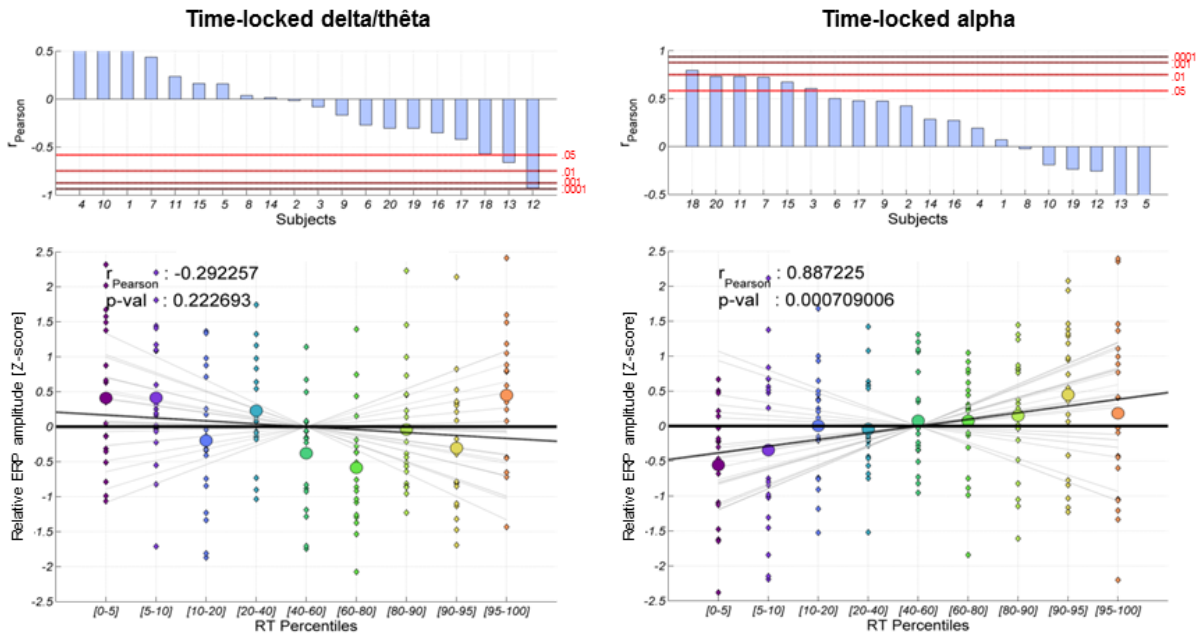 Time-locked delta/thêta
0.5
0
-0.5
-1
r Pearson
.05
.01
.001
.0001
4 10 1 7 11 15 5 8 14 2 3 9 6 20 19 16 17 18 13 12
Subjects
2.5
2
1.5
1
0.5
0
-0.5
-1
-1.5
-2
-2.5
Relative ERP amplitude [Z-score]
r Pearson : -0.292257
p-val : 0.222693
[0-5] [5-10] [10-20] [20-40] [40-60] [60-80] [80-90] [90-95] [95-100]
RT Percentiles
Time-locked alpha
1
0.5
0
-0.5
r Pearson
.0001
.001
.01
.05
18 20 11 7 15 3 6 17 9 2 14 16 4 1 8 10 19 12 13 5
Subjects
2.5
2
1.5
1
0.5
0
-0.5
-1
-1.5
-2
-2.5
Relative ERP amplitude [Z-score]
r Pearson : 0.887225
p-val : 0.000709006
[0-5] [5-10] [10-20] [20-40] [40-60] [60-80] [80-90] [90-95] [95-100]
RT Percentiles